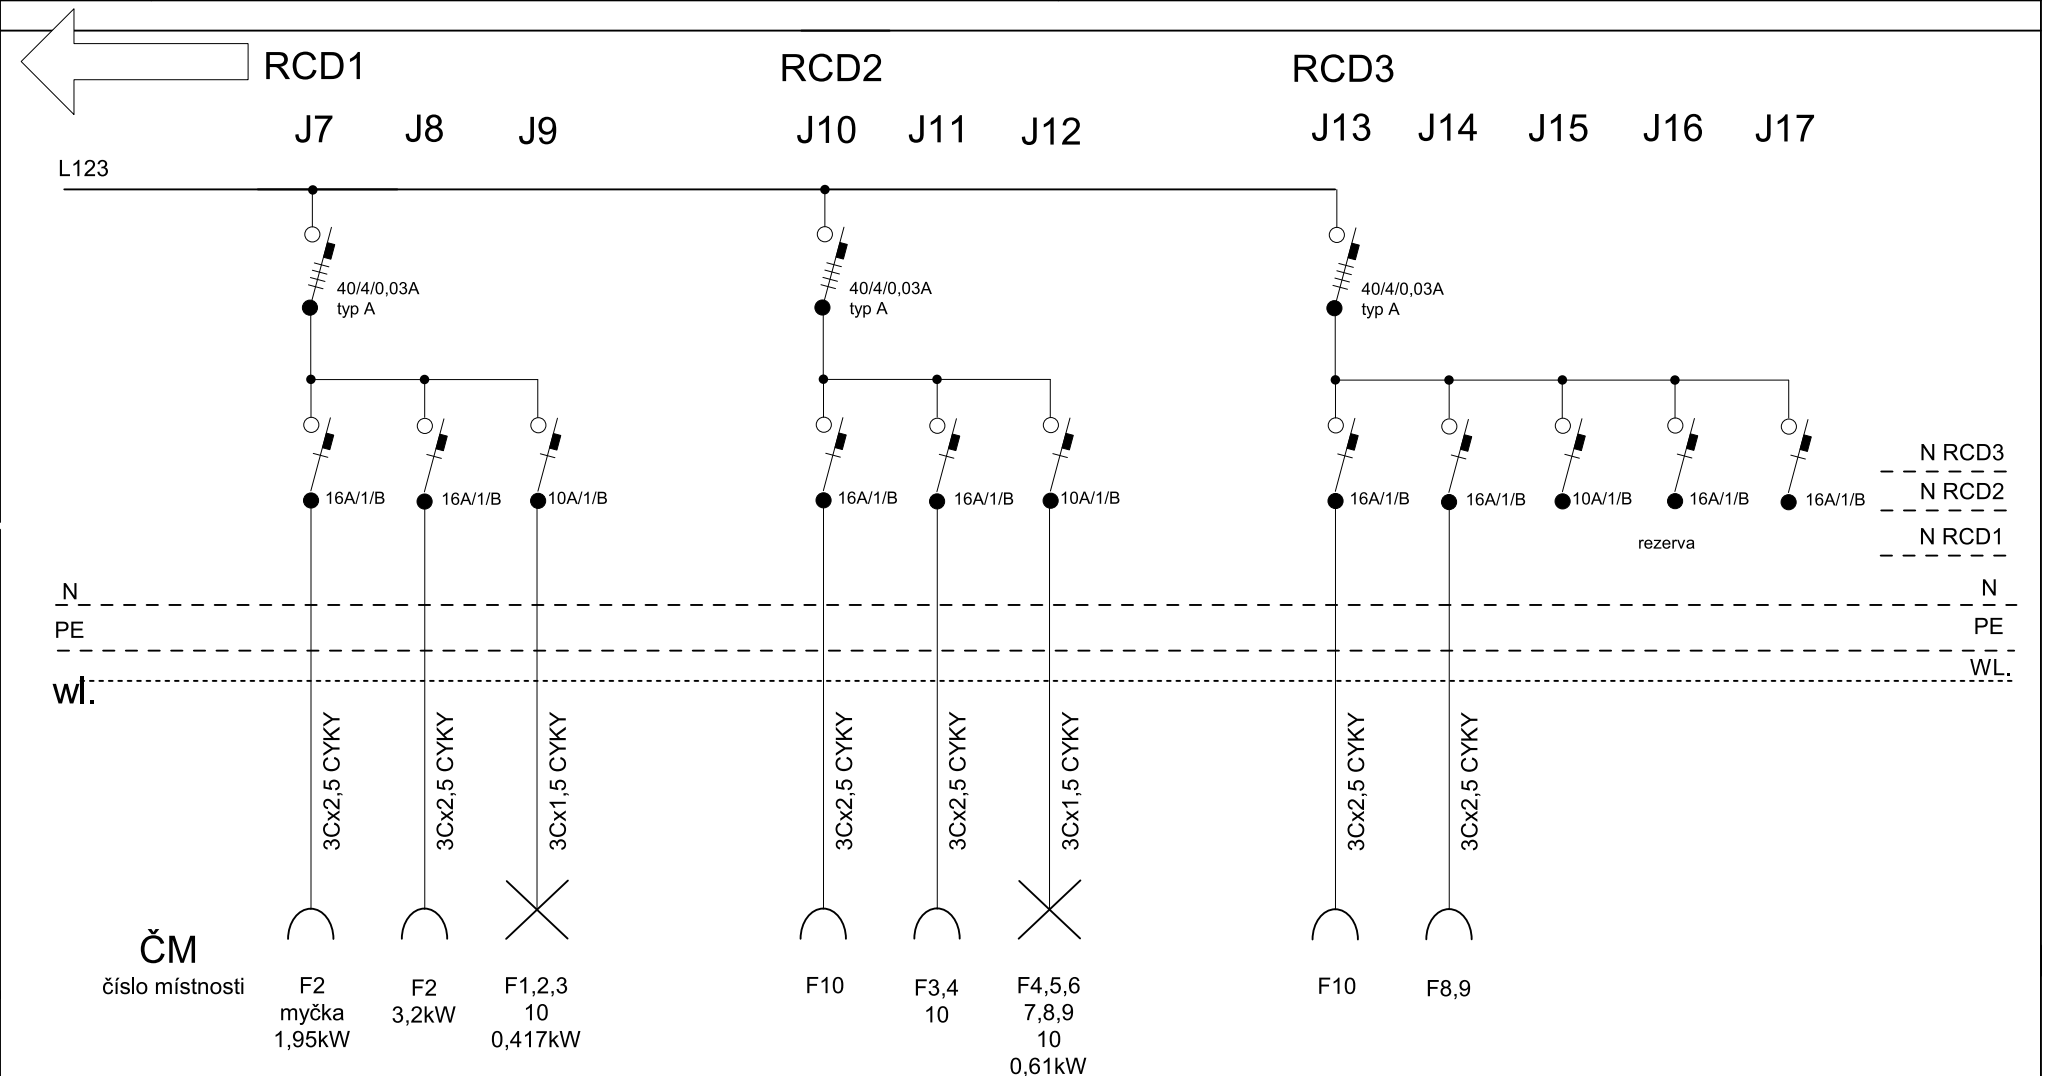 RCD1 RCD2 RCD3
J7 J8 J9 J10 J11 J12 J13 J14 J15 J16 J17
L123
40/4/0,03A 40/4/0,03A 40/4/0,03A
typ A typ A typ A
N RCD3
16A/1/B 16A/1/B 10A/1/B 16A/1/B 16A/1/B 10A/1/B 16A/1/B 16A/1/B 10A/1/B 16A/1/B 16A/1/B
N RCD2
N RCD1
rezerva
N N
PE PE
wl. WL.
3Cx2,5 CYKY
3Cx2,5 CYKY
3Cx1,5 CYKY
3Cx2,5 CYKY
3Cx2,5 CYKY
3Cx1,5 CYKY
3Cx2,5 CYKY
3Cx2,5 CYKY
ČM
číslo místnosti
F2
myčka
1,95kW
F2
3,2kW
F1,2,3
10
0,417kW
F10
F3,4
10
F4,5,6
7,8,9
10
0,61kW
F10
F8,9